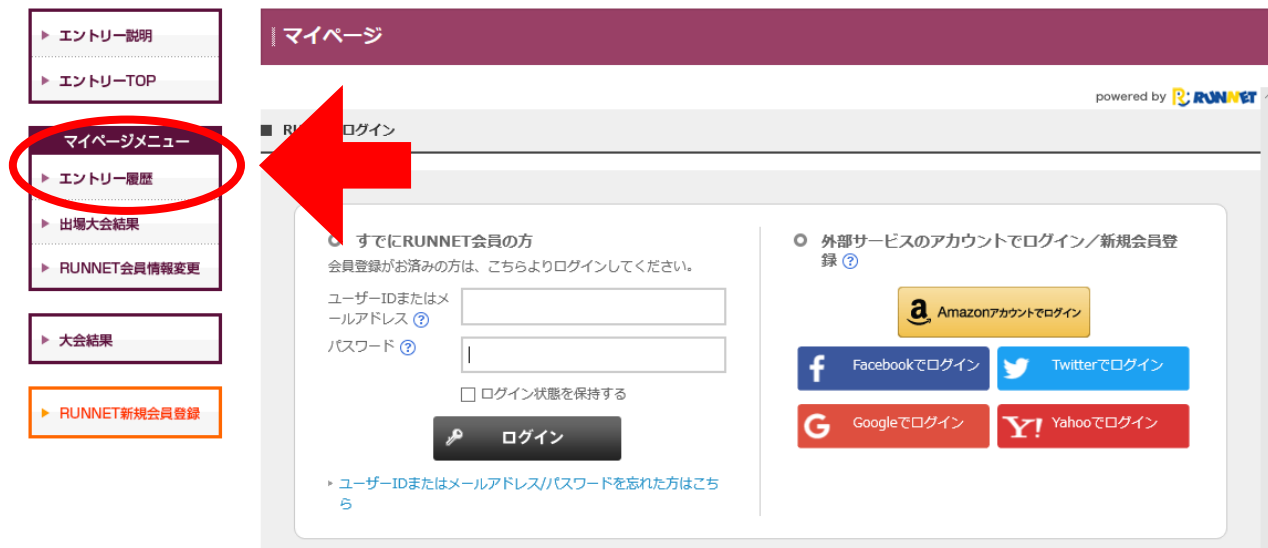 エントリー説明
エントリーTOP
マイページメニュー
エントリー履歴
出場大会結果
RUNNET会員情報変更
大会結果
RUNNET新規会員登録
マイページ
powered by RUNNET
ログイン
すでにRUNNET会員の方
会員登録がお済みの方は、こちらよりログインしてください。
ユーザーIDまたはメ
ールアドレス ?
パスワード ?
ログイン状態を保持する
ログイン
ユーザーIDまたはメールアドレス/パスワードを忘れた方はこち
ら
外部サービスのアカウントでログイン／新規会員登
録 ?
a Amazonアカウントでログイン
f Facebookでログイン
Twitterでログイン
G Googleでログイン
Y! Yahooでログイン